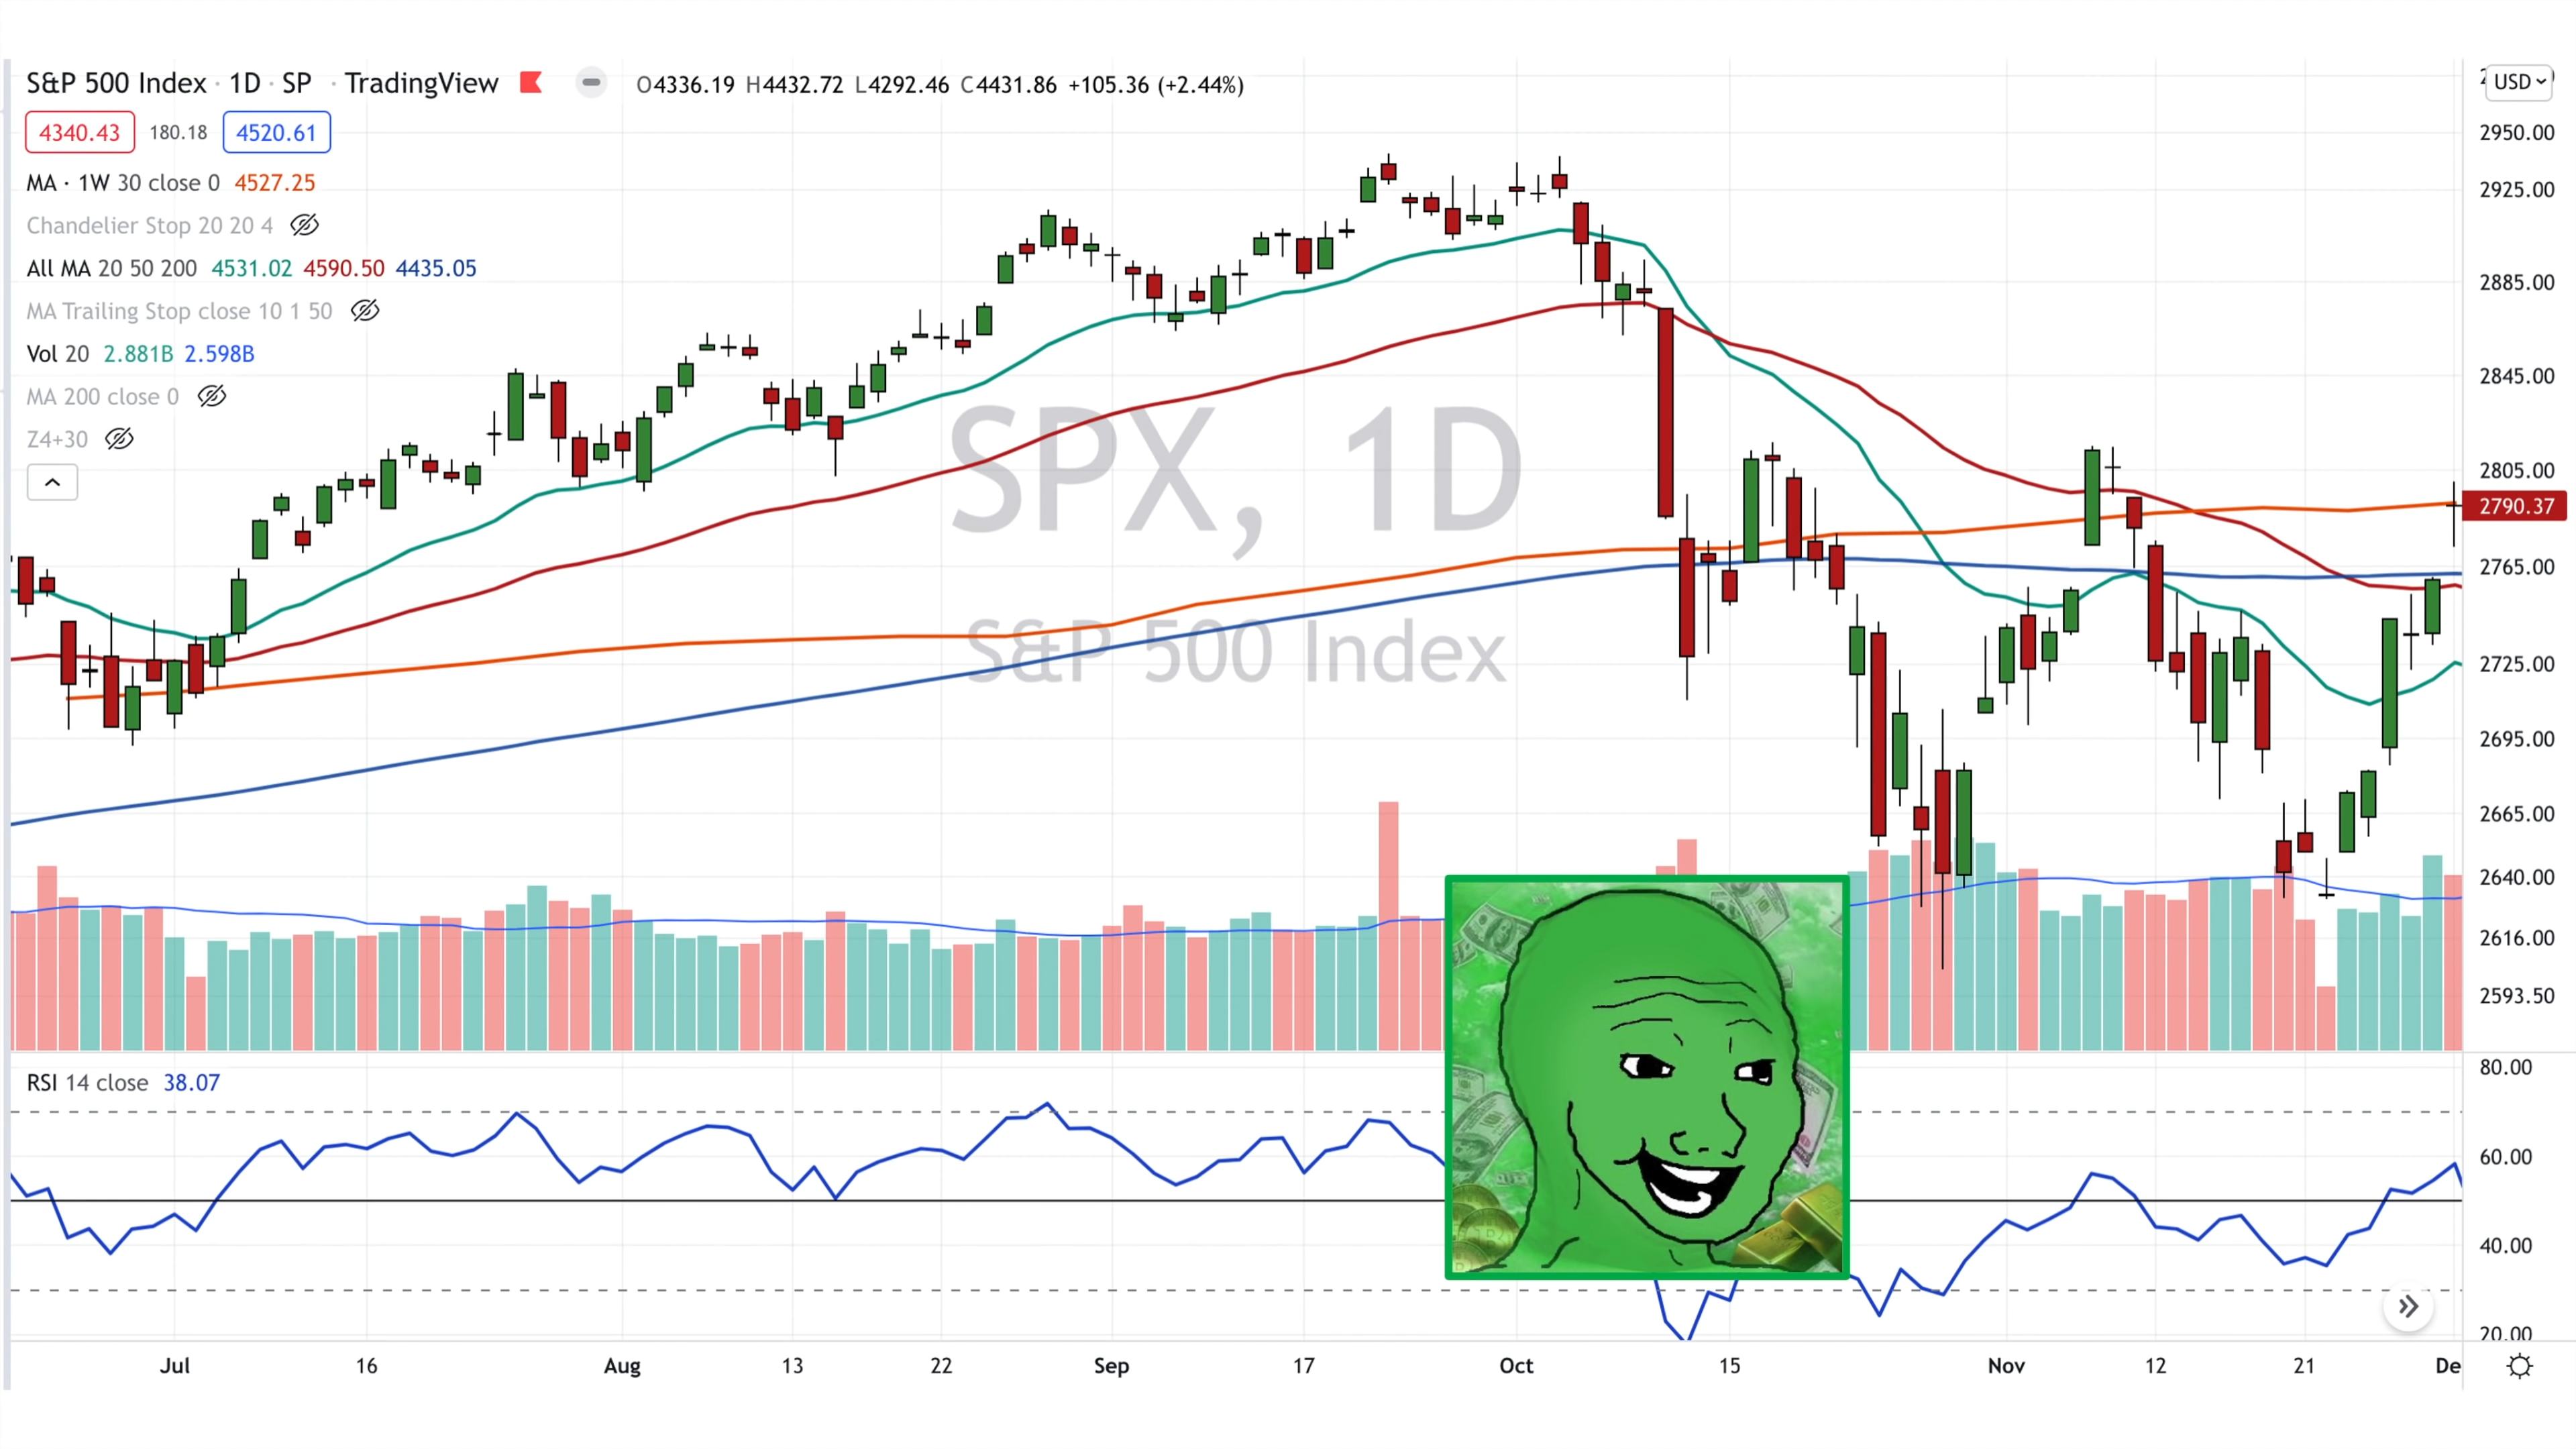 S&P 500 Index · 1D · SP · TradingView O4336.19 H4432.72 L4292.46 C4431.86 +105.36 (+2.44%)
USD
4340.43 180.18 4520.61
2950.00
MA · 1W 30 close 0 4527.25
2925.00
Chandelier Stop 20 20 4
All MA 20 50 200 4531.02 4590.50 4435.05
2885.00
MA Trailing Stop close 10 1 50
Vol 20 2.881B 2.598B
2845.00
MA 200 close 0
Z4+30
SPX, 1D
2805.00
2790.37
2765.00
S&P 500 Index
2725.00
2695.00
2665.00
2640.00
2616.00
2593.50
RSI 14 close 38.07
80.00
60.00
40.00
20.00
Jul 16 Aug 13 22 Sep 17 Oct 15 Nov 12 21 De